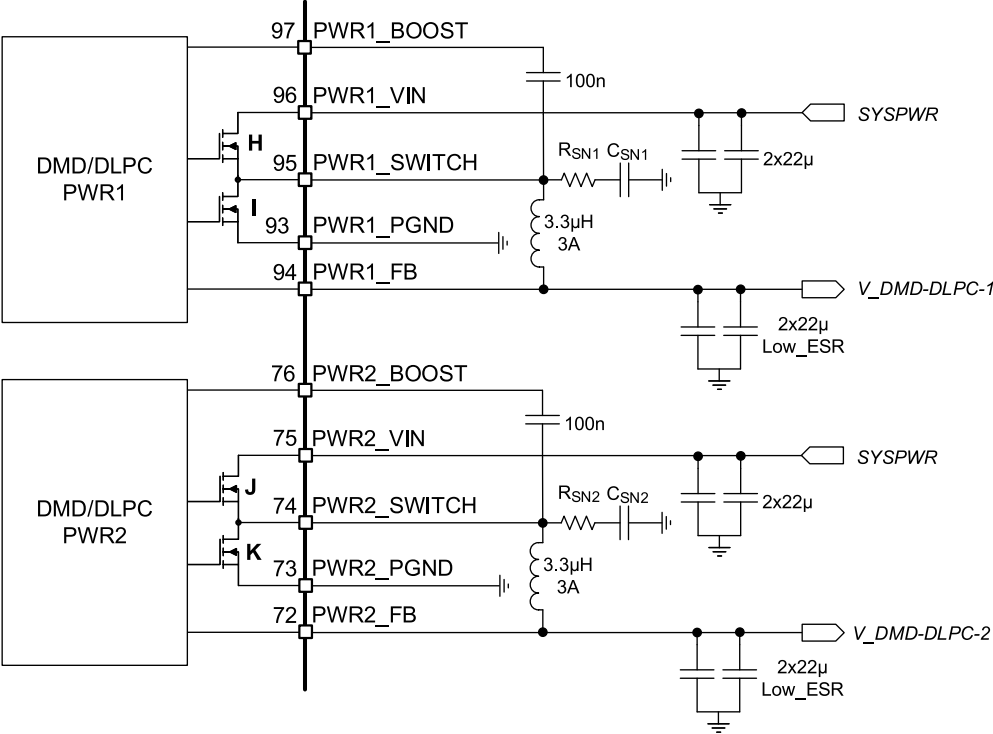 97 PWR1_BOOST
100n
96 PWR1_VIN
SYSPWR
H
DMD/DLPC
PWR1
95 PWR1_SWITCH
RSN1 CSN1
2x22µ
I
93 PWR1_PGND
3.3µH
3A
94 PWR1_FB
V_DMD-DLPC-1
2x22µ
Low_ESR
76 PWR2_BOOST
100n
75 PWR2_VIN
SYSPWR
J
DMD/DLPC
PWR2
74 PWR2_SWITCH
RSN2 CSN2
2x22µ
K
73 PWR2_PGND
3.3µH
3A
72 PWR2_FB
V_DMD-DLPC-2
2x22µ
Low_ESR